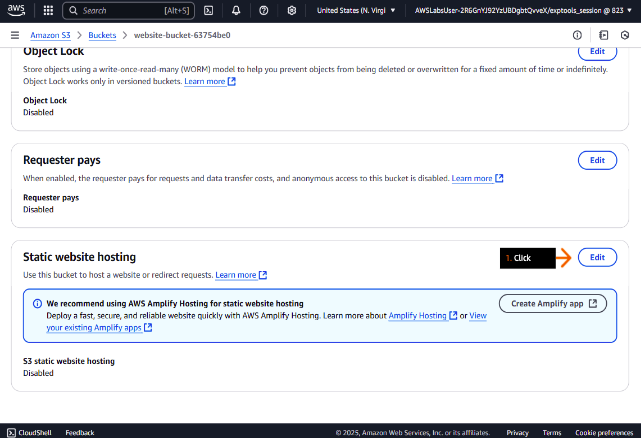 aws
Search [Alt+S]
United States (N. Virgi
AWSLabsUser-2R6GnYJ92YzUBDgbtQvveX/exptools_session @ 823
Amazon S3 > Buckets > website-bucket-63754be0
Object Lock
Edit
Store objects using a write-once-read-many (WORM) model to help you prevent objects from being deleted or overwritten for a fixed amount of time or indefinitely.
Object Lock works only in versioned buckets. Learn more
Object Lock
Disabled
Requester pays
Edit
When enabled, the requester pays for requests and data transfer costs, and anonymous access to this bucket is disabled. Learn more
Requester pays
Disabled
Static website hosting
1. Click
Edit
Use this bucket to host a website or redirect requests. Learn more
We recommend using AWS Amplify Hosting for static website hosting
Create Amplify app
Deploy a fast, secure, and reliable website quickly with AWS Amplify Hosting. Learn more about Amplify Hosting or View
your existing Amplify apps
S3 static website hosting
Disabled
CloudShell Feedback © 2025, Amazon Web Services, Inc. or its affiliates. Privacy Terms Cookie preferences